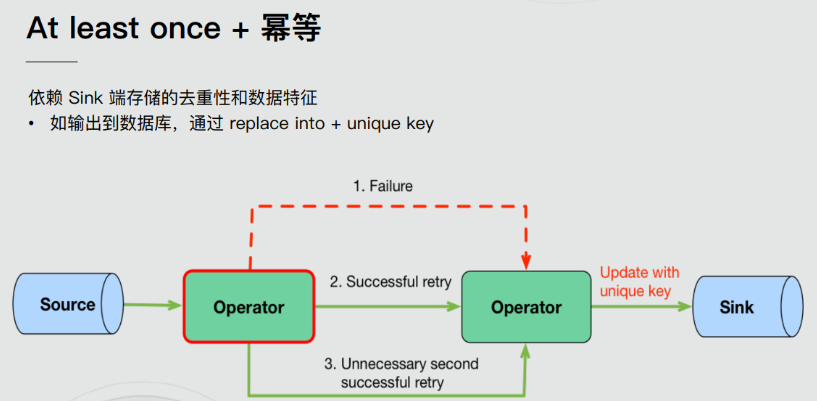 At least once + 幂等
依赖 Sink 端存储的去重性和数据特征
• 如输出到数据库，通过 replace into + unique key
1. Failure
Source
Operator
2. Successful retry
Operator
Update with
unique key
Sink
3. Unnecessary second
successful retry